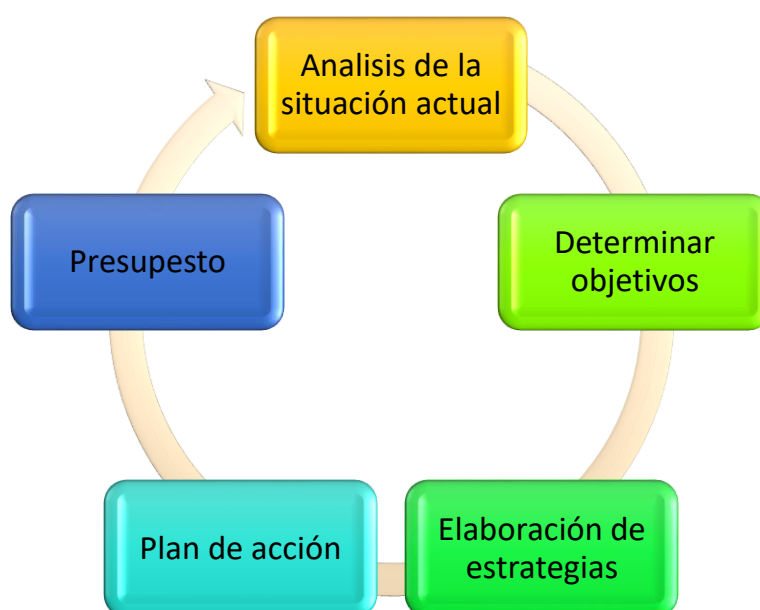 Analisis de la
situación actual
Determinar
objetivos
Elaboración de
estrategias
Plan de acción
Presupesto